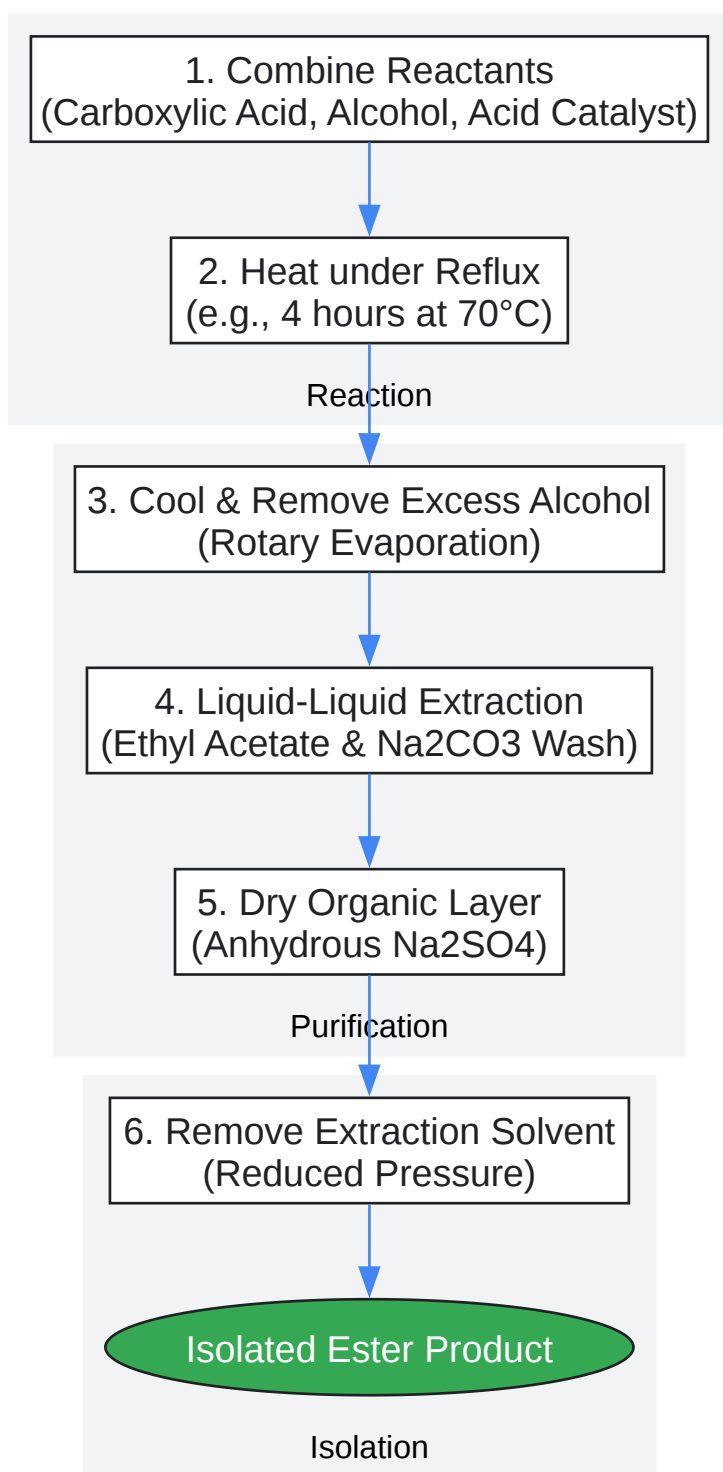 1. Combine Reactants
(Carboxylic Acid, Alcohol, Acid Catalyst)
2. Heat under Reflux
(e.g., 4 hours at 70°C)
Reaction
3. Cool & Remove Excess Alcohol
(Rotary Evaporation)
4. Liquid-Liquid Extraction
(Ethyl Acetate & Na2CO3 Wash)
5. Dry Organic Layer
(Anhydrous Na2SO4)
Purification
6. Remove Extraction Solvent
(Reduced Pressure)
Isolated Ester Product
Isolation